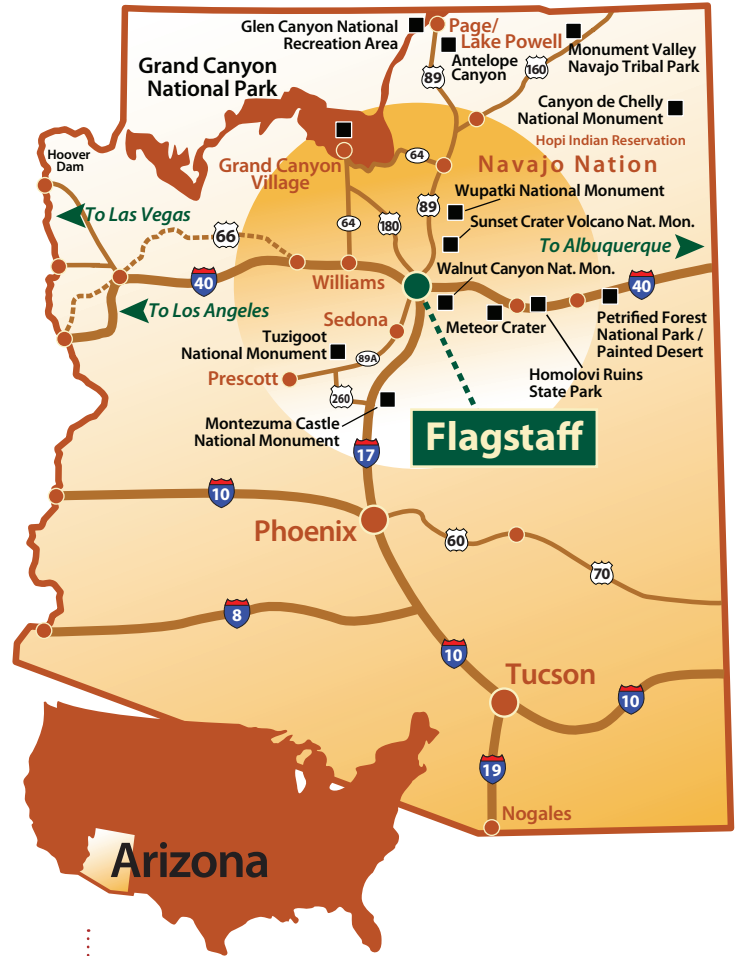 Glen Canyon National
Recreation Area
Page/
Lake Powell
Antelope
Canyon
Monument Valley
Navajo Tribal Park
Grand Canyon
National Park
89
160
Canyon de Chelly
National Monument
Hopi Indian Reservation
Hoover
Dam
Grand Canyon
Village
64
Navajo Nation
Wupatki National Monument
89
To Las Vegas
64
180
Sunset Crater Volcano Nat. Mon.
66
To Albuquerque
Walnut Canyon Nat. Mon.
40
Williams
40
To Los Angeles
Sedona
Meteor Crater
Petrified Forest
National Park /
Painted Desert
Tuzigoot
National Monument
89A
Prescott
Homolovi Ruins
State Park
260
Montezuma Castle
National Monument
Flagstaff
17
10
Phoenix
60
70
8
10
Tucson
10
19
Nogales
Arizona